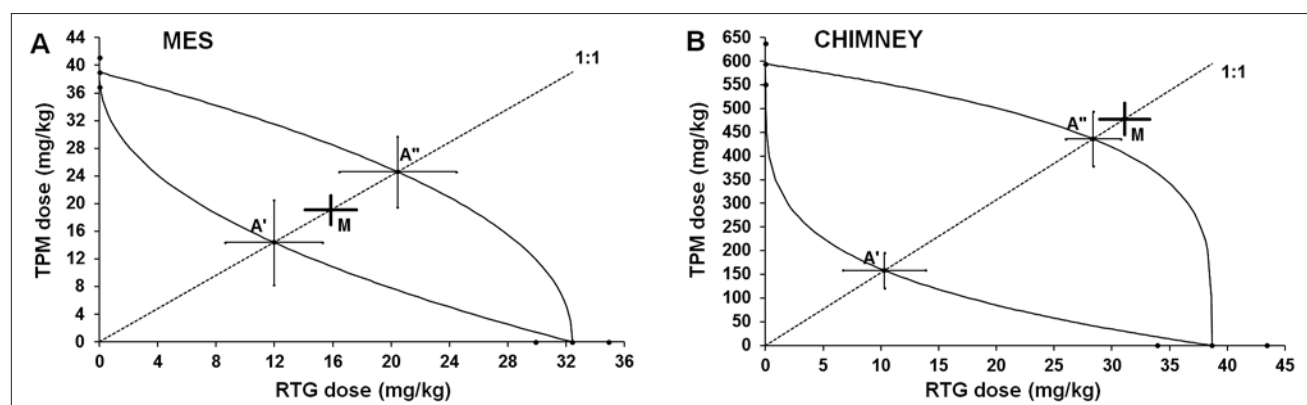 A MES
TPM dose (mg/kg)
44
40
36
32
28
24
20
16
12
8
4
0
1:1
A"
M
A'
0 4 8 12 16 20 24 28 32 36
RTG dose (mg/kg)
B CHIMNEY
TPM dose (mg/kg)
650
600
550
500
450
400
350
300
250
200
150
100
50
0
1:1
A"
M
A'
0 5 10 15 20 25 30 35 40 45
RTG dose (mg/kg)